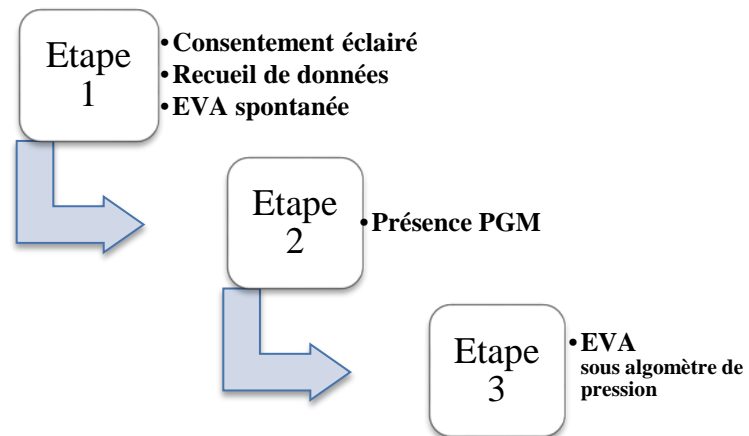 Etape
1
•Consentement éclairé
•Recueil de données
•EVA spontanée
Etape
2
•Présence PGM
Etape
3
•EVA
sous algomètre de
pression